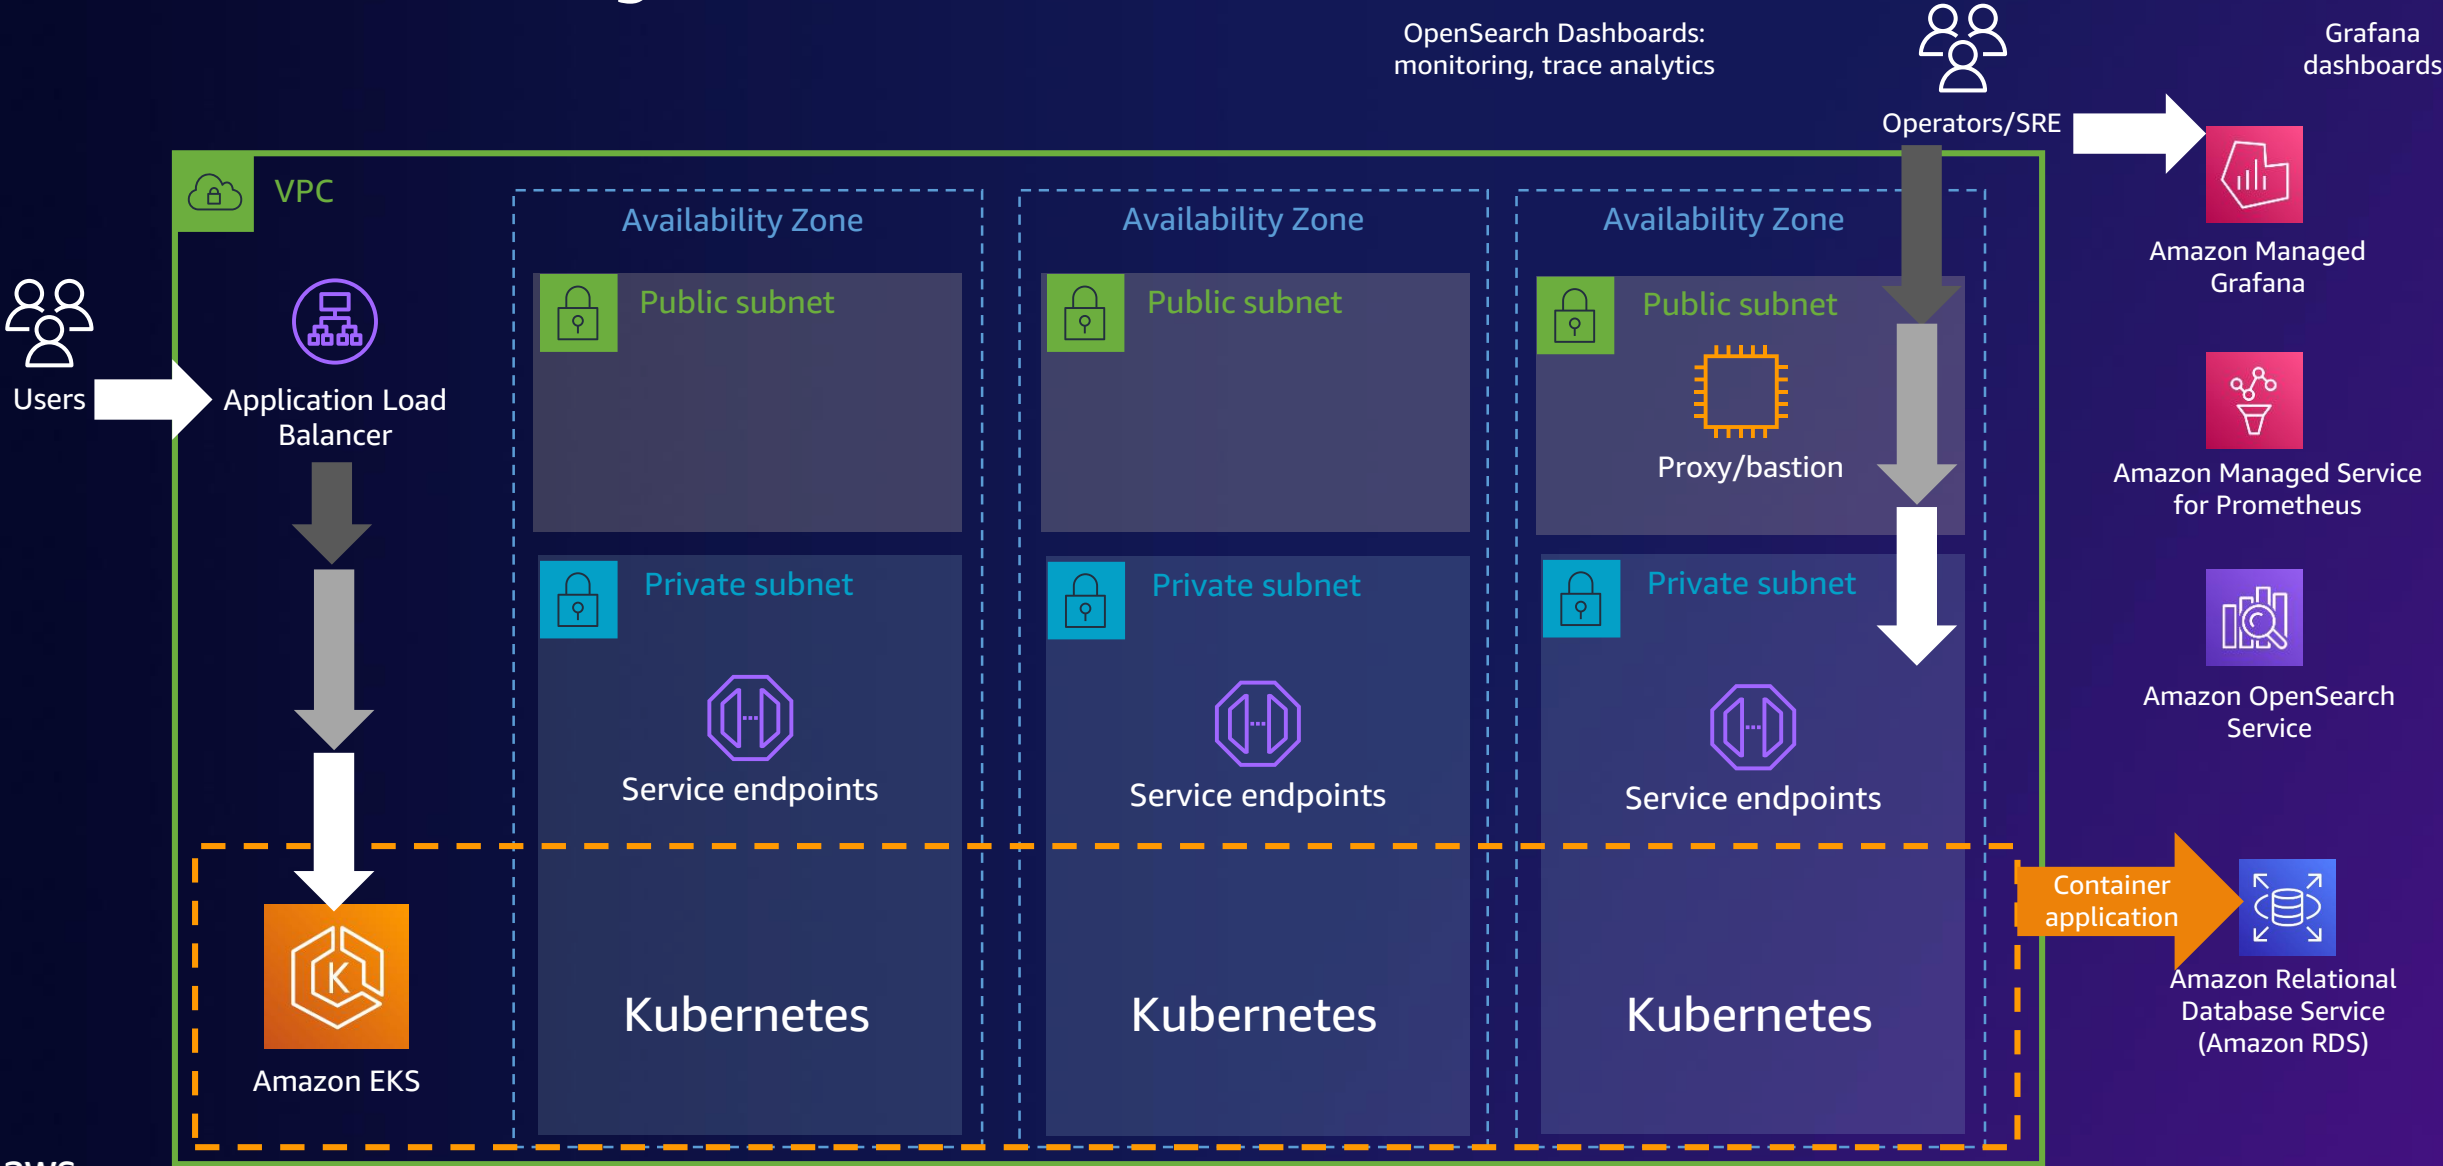 OpenSearch Dashboards:
monitoring, trace analytics
Grafana
dashboards
Operators/SRE
VPC
Availability Zone
Availability Zone
Availability Zone
Amazon Managed
Grafana
Public subnet
Public subnet
Public subnet
Users
Application Load
Balancer
Proxy/bastion
Amazon Managed Service
for Prometheus
Private subnet
Private subnet
Private subnet
Amazon OpenSearch
Service
Service endpoints
Service endpoints
Service endpoints
Container
application
K
Kubernetes
Kubernetes
Kubernetes
Amazon Relational
Database Service
(Amazon RDS)
Amazon EKS
aws